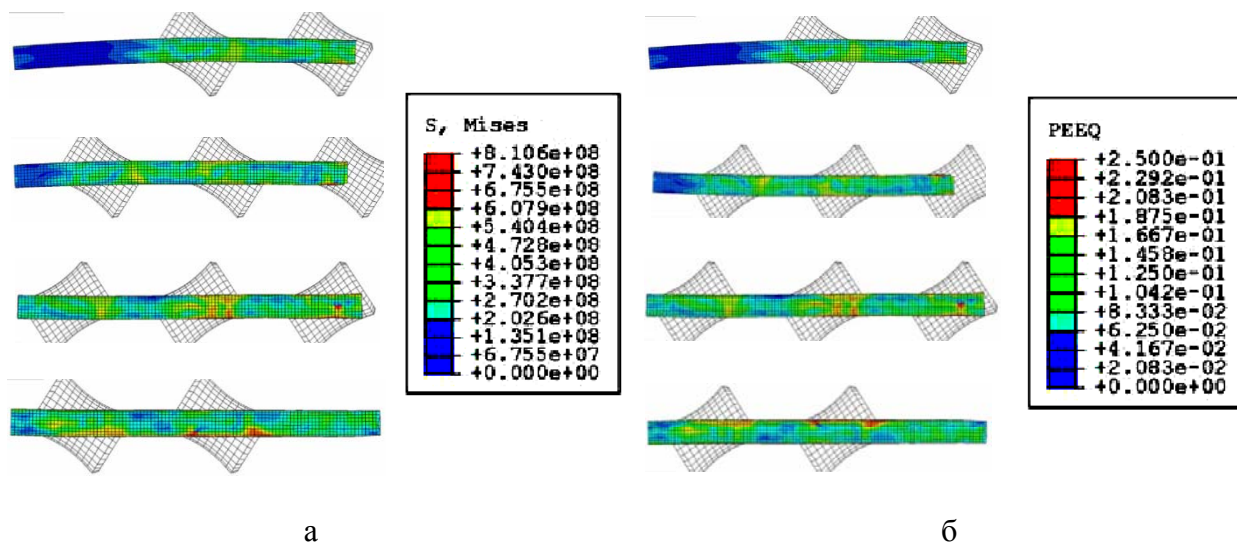 S, Mises
+8.106e+08
+7.430e+08
+6.755e+08
+6.079e+08
+5.404e+08
+4.728e+08
+4.053e+08
+3.377e+08
+2.702e+08
+2.026e+08
+1.351e+08
+6.755e+07
+0.000e+00
PEEQ
+2.500e-01
+2.292e-01
+2.083e-01
+1.875e-01
+1.667e-01
+1.458e-01
+1.250e-01
+1.042e-01
+8.333e-02
+6.250e-02
+4.167e-02
+2.083e-02
+0.000e+00
а
б